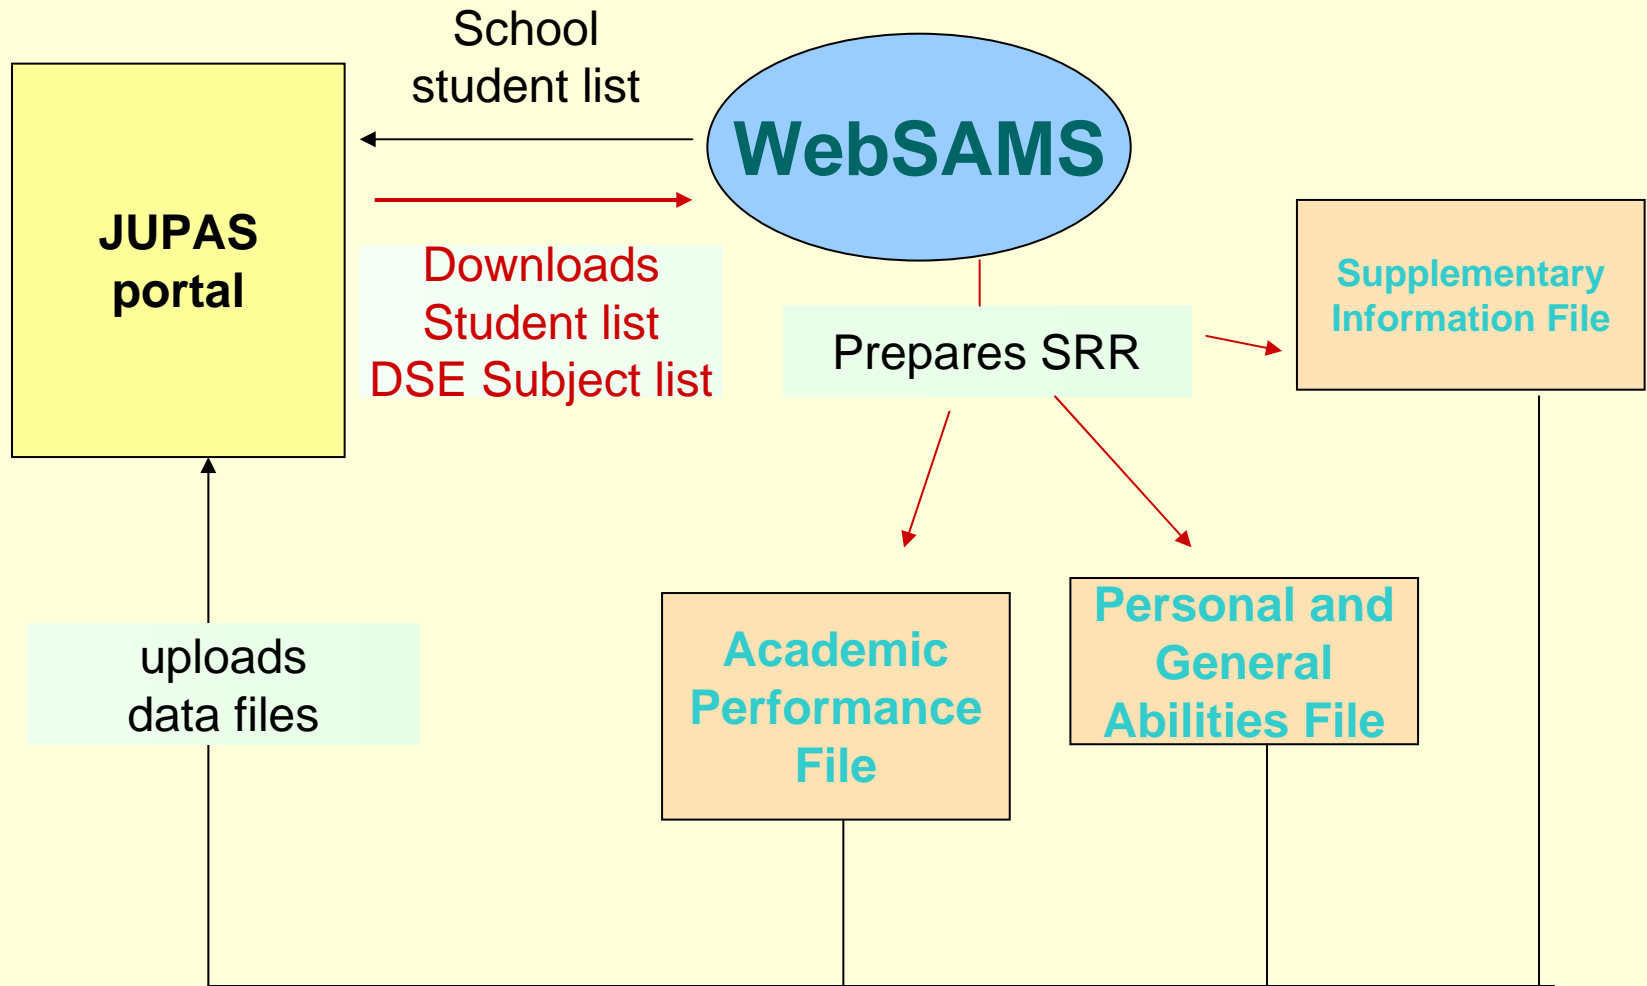 School
student list
WebSAMS
JUPAS
portal
Downloads
Student list
DSE Subject list
Prepares SRR
Supplementary
Information File
uploads
data files
Academic
Performance
File
Personal and
General
Abilities File